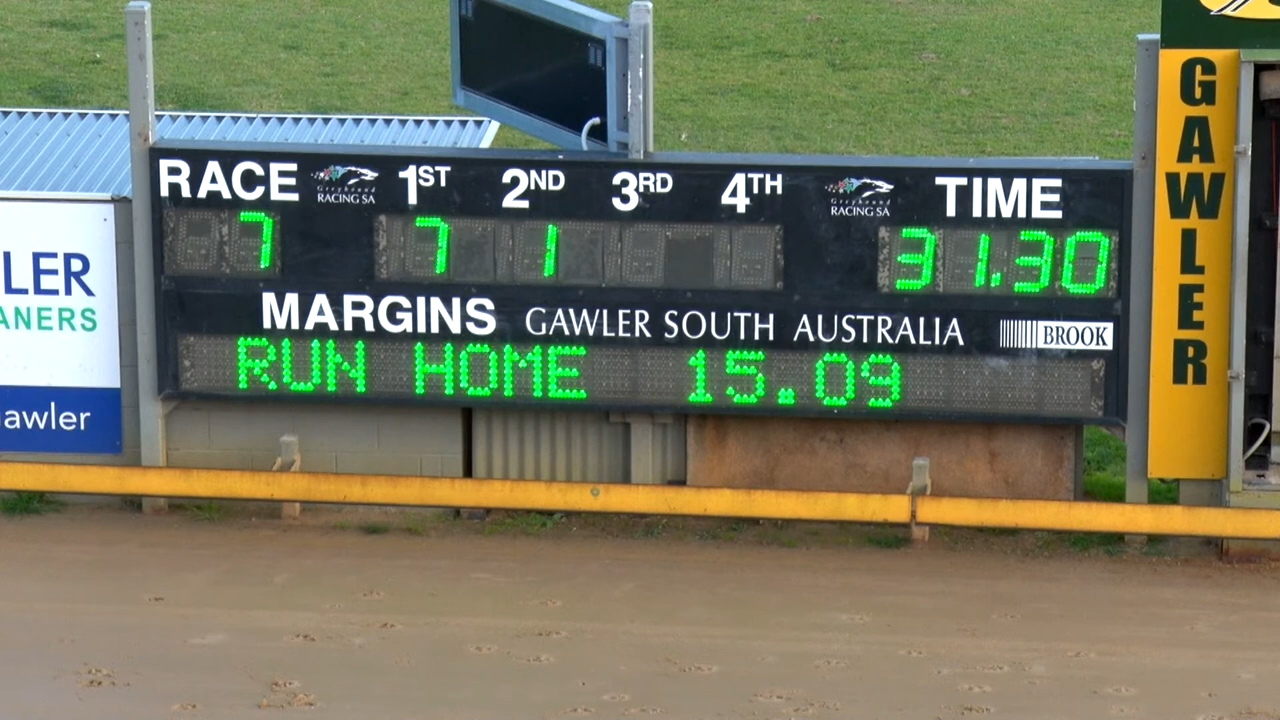 RACE 1ST 2ND 3RD 4TH TIME
Greyhound RACING SA
Greyhound RACING SA
7 7 1 31.30
MARGINS GAWLER SOUTH AUSTRALIA BROOK
RUN HOME 15.09
LER
ANERS
Gawler
GAWLER